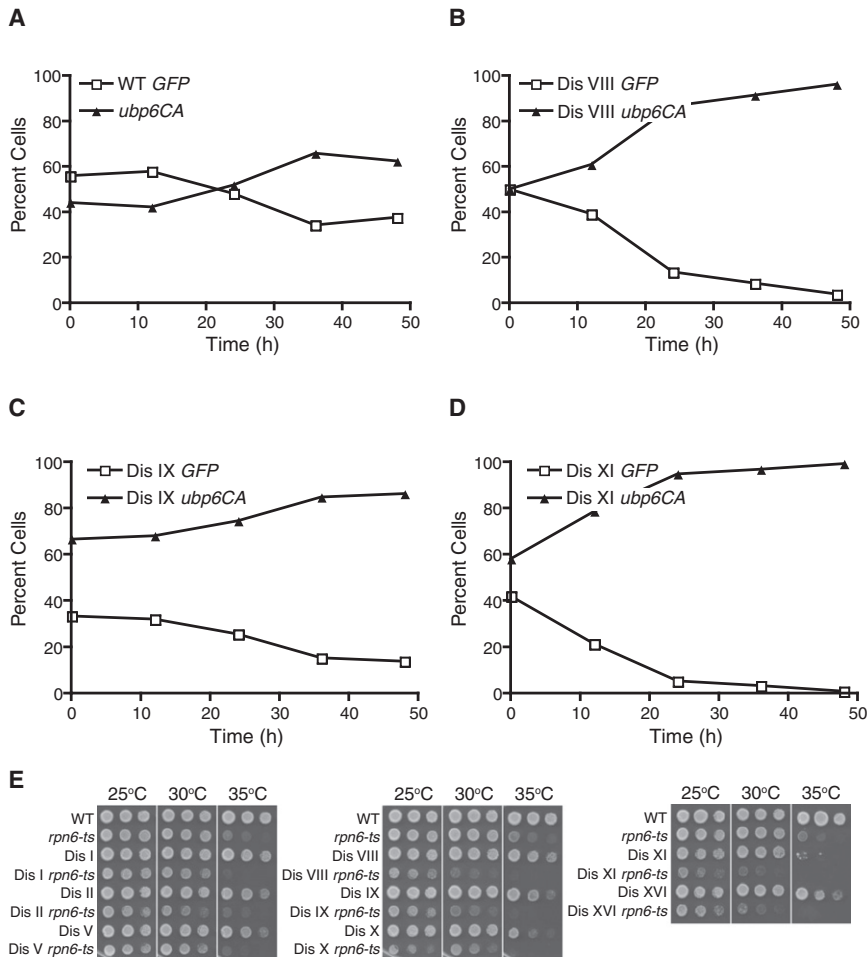 A
WT GFP
ubp6CA
100
80
60
40
20
0
Percent Cells
0 10 20 30 40 50
Time (h)
B
Dis VIII GFP
Dis VIII ubp6CA
100
80
60
40
20
0
Percent Cells
0 10 20 30 40 50
Time (h)
C
Dis IX GFP
Dis IX ubp6CA
100
80
60
40
20
0
Percent Cells
0 10 20 30 40 50
Time (h)
D
Dis XI GFP
Dis XI ubp6CA
100
80
60
40
20
0
Percent Cells
0 10 20 30 40 50
Time (h)
E
25°C 30°C 35°C
WT
rpn6-ts
Dis I
Dis I rpn6-ts
Dis II
Dis II rpn6-ts
Dis V
Dis V rpn6-ts
25°C 30°C 35°C
WT
rpn6-ts
Dis VIII
Dis VIII rpn6-ts
Dis IX
Dis IX rpn6-ts
Dis X
Dis X rpn6-ts
25°C 30°C 35°C
WT
rpn6-ts
Dis XI
Dis XI rpn6-ts
Dis XVI
Dis XVI rpn6-ts